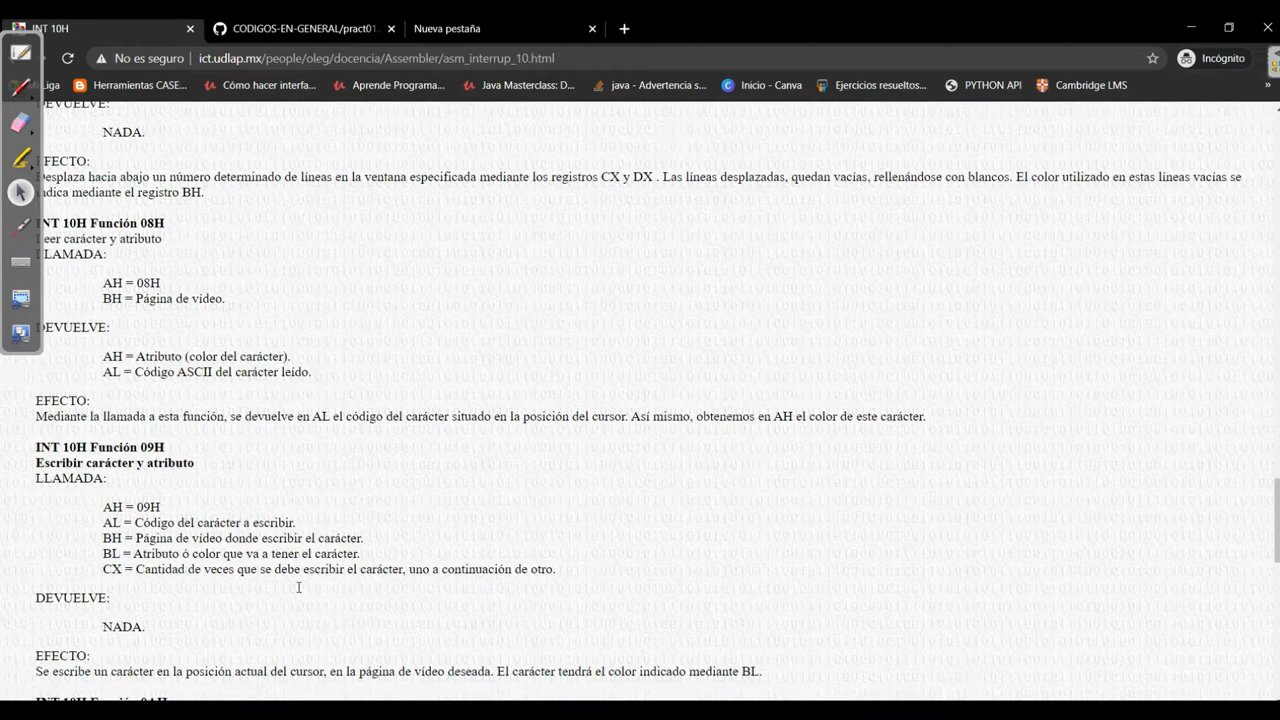 INT 10H
CODIGOS-EN-GENERAL/pract01.
Nueva pestaña
No es seguro
ict.udlap.mx/people/oleg/docencia/Assembler/asm_interrup_10.html
Incógnito
Mi Liga
Herramientas CASE...
Cómo hacer interfa...
Aprende Programa...
Java Masterclass: D...
java - Advertencia s...
Inicio - Canva
Ejercicios resueltos...
PYTHON API
Cambridge LMS
»
DEVUELVE:
NADA.
EFECTO:
Desplaza hacia abajo un número determinado de líneas en la ventana especificada mediante los registros CX y DX . Las líneas desplazadas, quedan vacías, rellenándose con blancos. El color utilizado en estas líneas vacías se
indica mediante el registro BH.
INT 10H Función 08H
Leer carácter y atributo
LLAMADA:
AH = 08H
BH = Página de vídeo.
DEVUELVE:
AH = Atributo (color del carácter).
AL = Código ASCII del carácter leído.
EFECTO:
Mediante la llamada a esta función, se devuelve en AL el código del carácter situado en la posición del cursor. Así mismo, obtenemos en AH el color de este carácter.
INT 10H Función 09H
Escribir carácter y atributo
LLAMADA:
AH = 09H
AL = Código del carácter a escribir.
BH = Página de vídeo donde escribir el carácter.
BL = Atributo ó color que va a tener el carácter.
CX = Cantidad de veces que se debe escribir el carácter, uno a continuación de otro.
DEVUELVE:
NADA.
EFECTO:
Se escribe un carácter en la posición actual del cursor, en la página de vídeo deseada. El carácter tendrá el color indicado mediante BL.
INT 10H Función 0AH